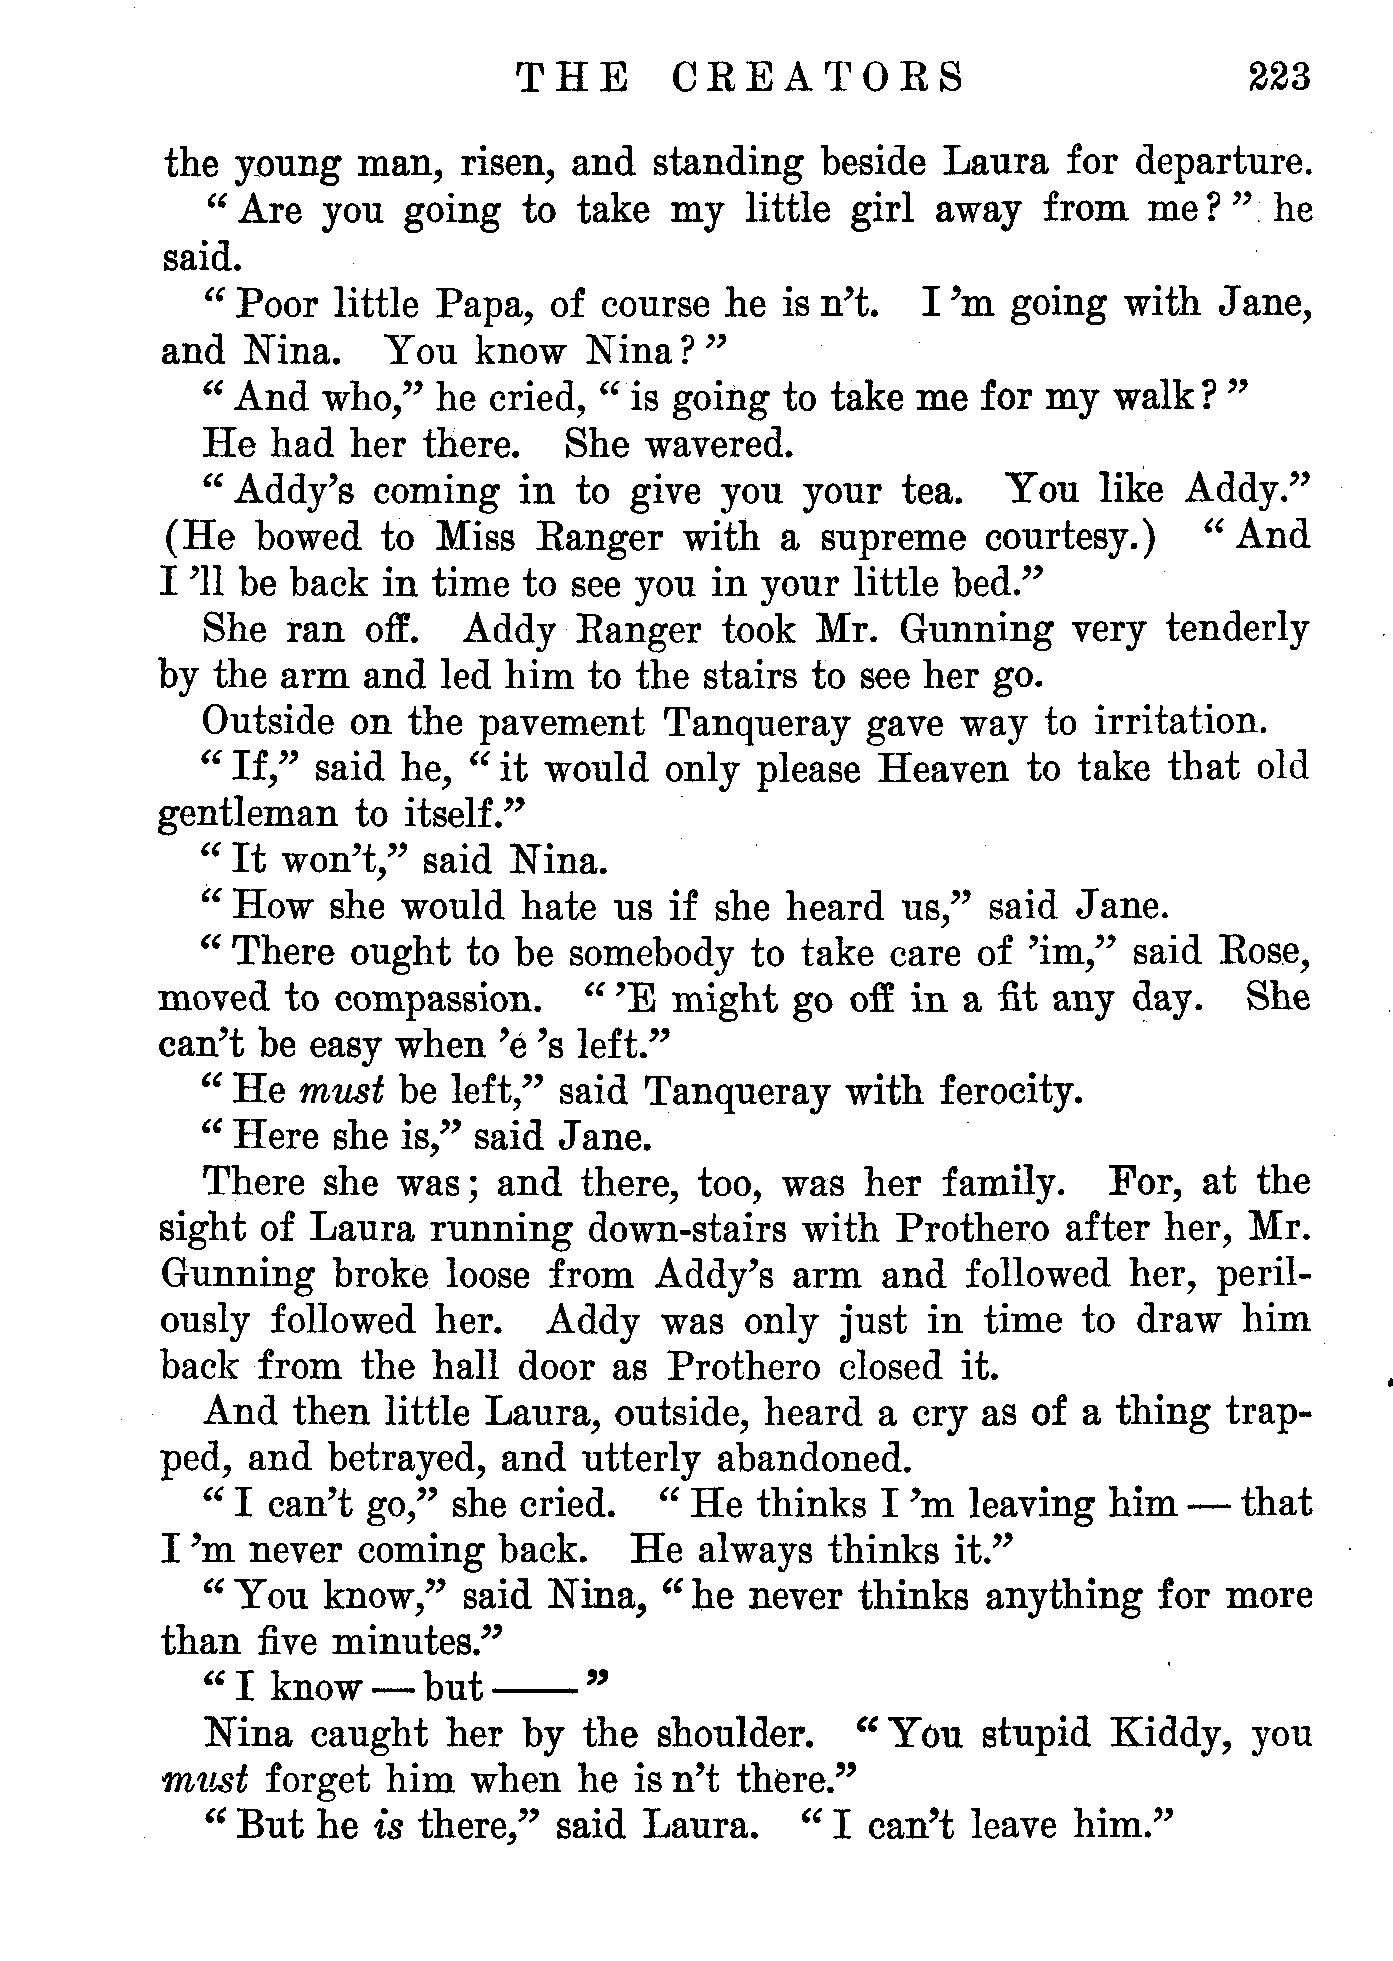 THE CREATORS 223
the young man, risen, and standing beside Laura for departure.
“Are you going to take my little girl away from me?” he
said.
“Poor little Papa, of course he is n’t. I ’m going with Jane,
and Nina. You know Nina?”
“And who,” he cried, “is going to take me for my walk?”
He had her there. She wavered.
“Addy’s coming in to give you your tea. You like Addy.”
(He bowed to Miss Ranger with a supreme courtesy.) “And
I ’ll be back in time to see you in your little bed.”
She ran off. Addy Ranger took Mr. Gunning very tenderly
by the arm and led him to the stairs to see her go.
Outside on the pavement Tanqueray gave way to irritation.
“If,” said he, “it would only please Heaven to take that old
gentleman to itself.”
“It won’t,” said Nina.
“How she would hate us if she heard us,” said Jane.
“There ought to be somebody to take care of ’im,” said Rose,
moved to compassion. “’E might go off in a fit any day. She
can’t be easy when ’e ’s left.”
“He must be left,” said Tanqueray with ferocity.
“Here she is,” said Jane.
There she was; and there, too, was her family. For, at the
sight of Laura running down-stairs with Prothero after her, Mr.
Gunning broke loose from Addy’s arm and followed her, peril-
ously followed her. Addy was only just in time to draw him
back from the hall door as Prothero closed it.
And then little Laura, outside, heard a cry as of a thing trap-
ped, and betrayed, and utterly abandoned.
“I can’t go,” she cried. “He thinks I ’m leaving him — that
I ’m never coming back. He always thinks it.”
“You know,” said Nina, “he never thinks anything for more
than five minutes.”
“I know — but ——”
Nina caught her by the shoulder. “You stupid Kiddy, you
must forget him when he is n’t there.”
“But he is there,” said Laura. “I can’t leave him.”